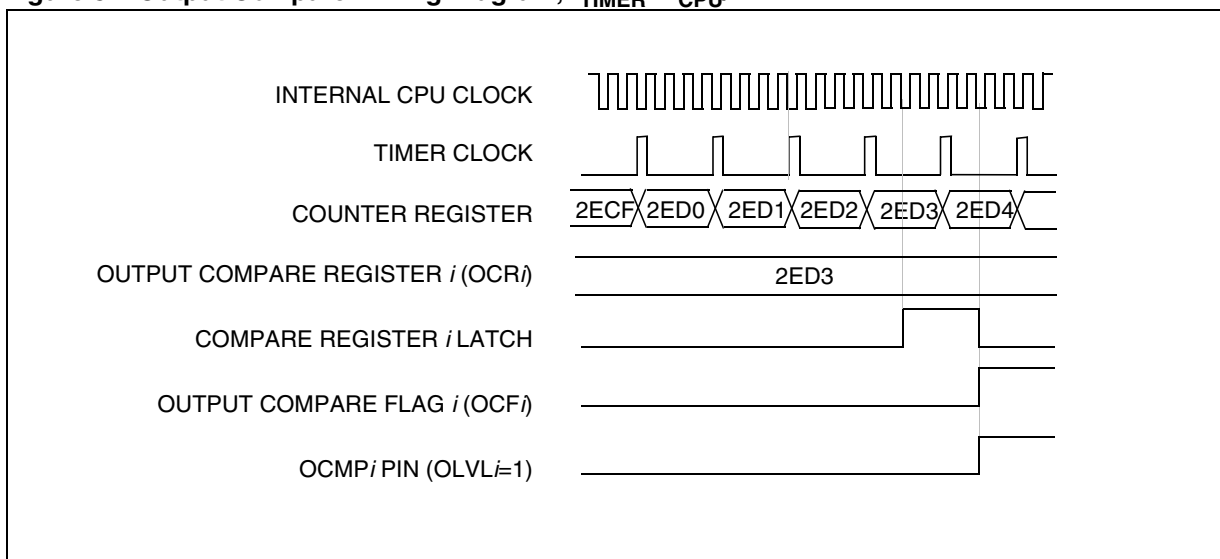 INTERNAL CPU CLOCK
TIMER CLOCK
COUNTER REGISTER 2ECF 2ED0 2ED1 2ED2 2ED3 2ED4
OUTPUT COMPARE REGISTER i (OCRi) 2ED3
COMPARE REGISTER i LATCH
OUTPUT COMPARE FLAG i (OCFi)
OCMPi PIN (OLVLi=1)